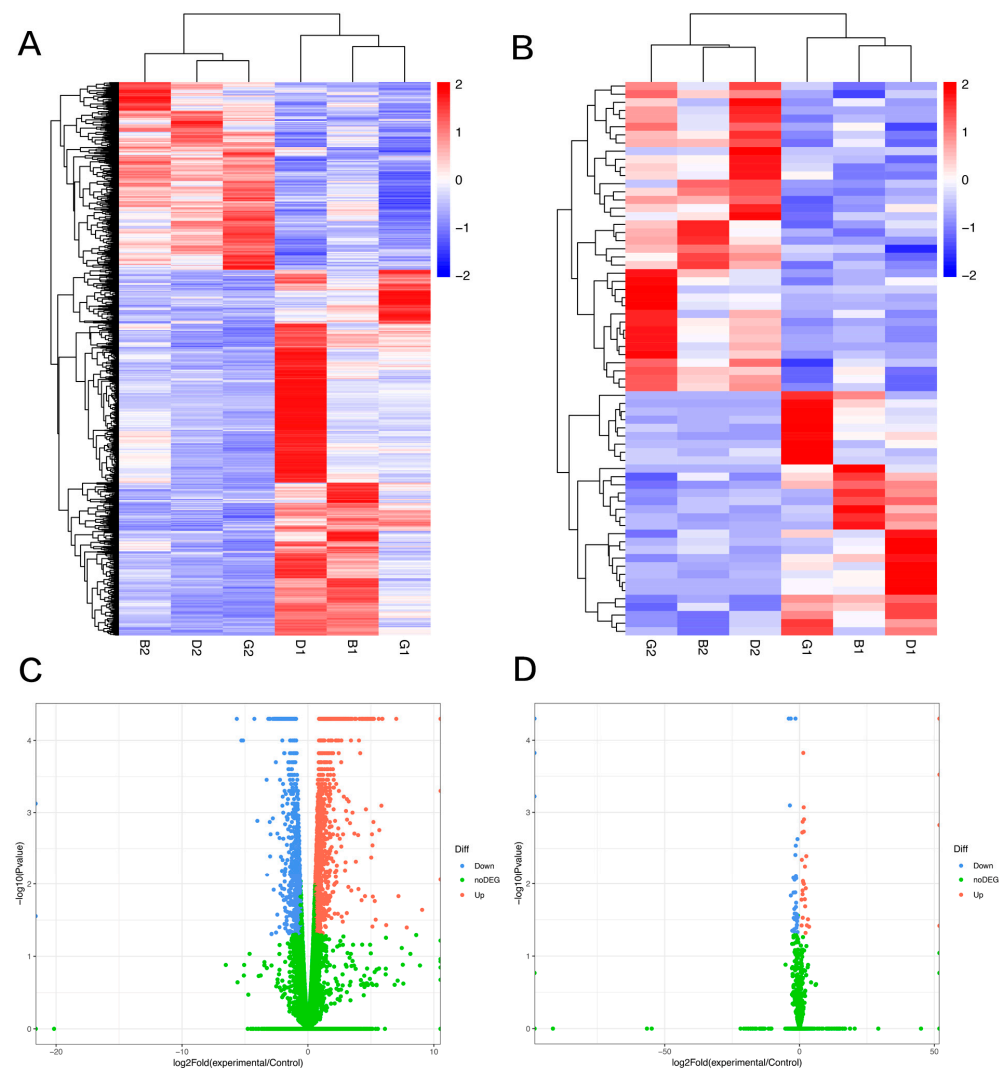 A
B
2
1
0
−1
−2
2
1
0
−1
−2
B2 D2 G2 D1 B1 G1
G2 B2 D2 G1 B1 D1
C
D
4
3
2
1
0
−log10(Pvalue)
−20 −10 0 10
log2Fold(experimental/Control)
Diff
Down
noDEG
Up
4
3
2
1
0
−log10(Pvalue)
−50 0 50
log2Fold(experimental/Control)
Diff
Down
noDEG
Up